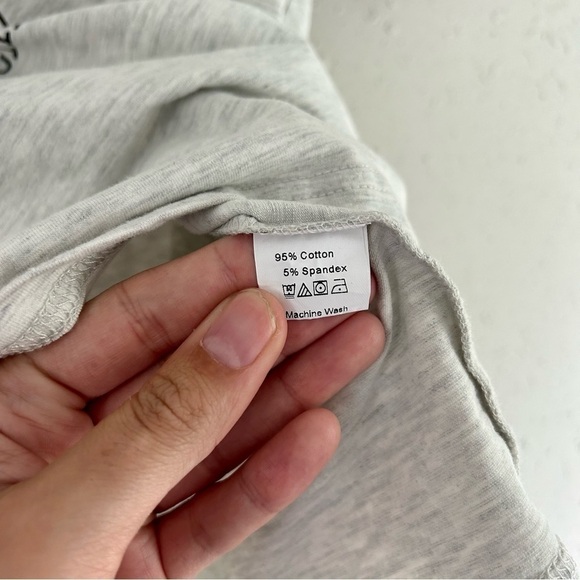 95% Cotton
5% Spandex
Machine Wash